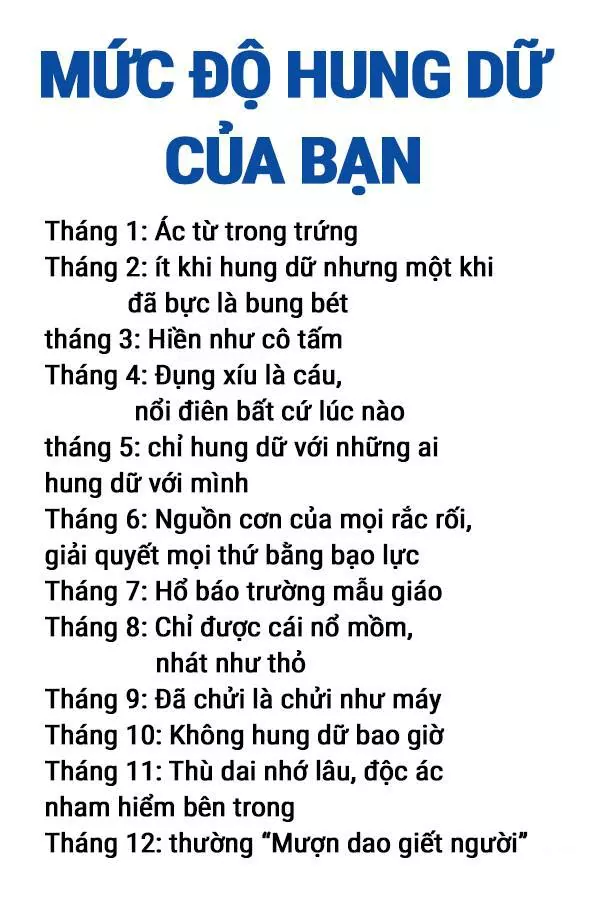 MỨC ĐỘ HUNG DỮ
CỦA BẠN
Tháng 1: Ác từ trong trứng
Tháng 2: ít khi hung dữ nhưng một khi
đã bực là bung bét
tháng 3: Hiền như cô tấm
Tháng 4: Đụng xíu là cáu,
nổi điên bất cứ lúc nào
tháng 5: chỉ hung dữ với những ai
hung dữ với mình
Tháng 6: Nguồn cơn của mọi rắc rối,
giải quyết mọi thứ bằng bạo lực
Tháng 7: Hổ báo trường mẫu giáo
Tháng 8: Chỉ được cái nổ mồm,
nhát như thỏ
Tháng 9: Đã chửi là chửi như máy
Tháng 10: Không hung dữ bao giờ
Tháng 11: Thù dai nhớ lâu, độc ác
nham hiểm bên trong
Tháng 12: thường “Mượn dao giết người”